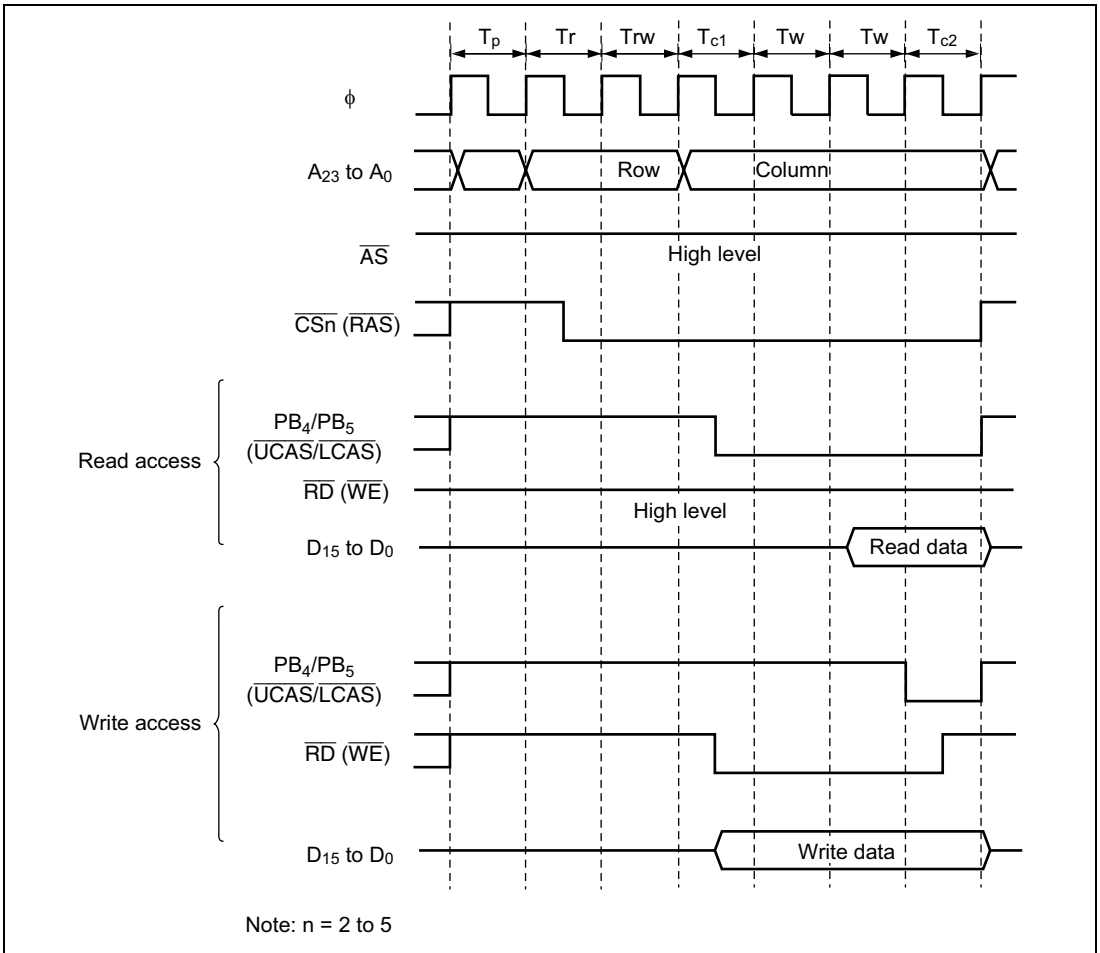 Tp Tr Trw Tc1 Tw Tw Tc2
φ
A23 to A0 Row Column
AS
High level
CSn (RAS)
PB4/PB5
(UCAS/LCAS)
Read access
RD (WE)
High level
D15 to D0 Read data
PB4/PB5
(UCAS/LCAS)
Write access
RD (WE)
D15 to D0 Write data
Note: n = 2 to 5